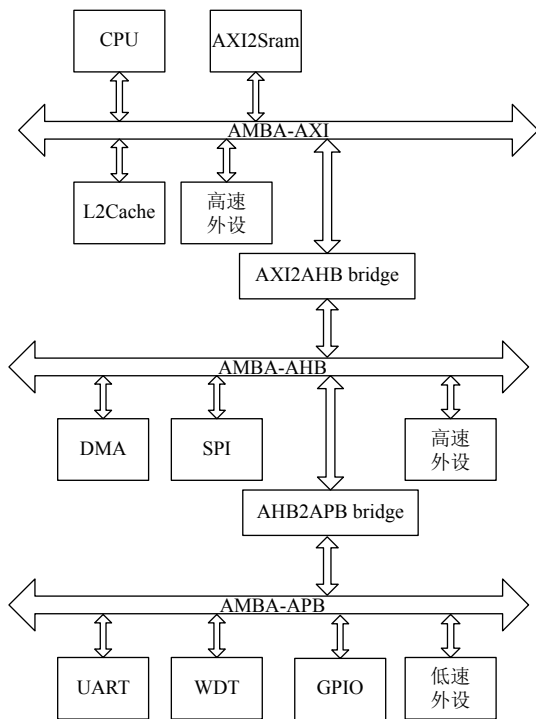 CPU
AXI2Sram
AMBA-AXI
L2Cache
高速
外设
AXI2AHB bridge
AMBA-AHB
DMA
SPI
高速
外设
AHB2APB bridge
AMBA-APB
UART
WDT
GPIO
低速
外设